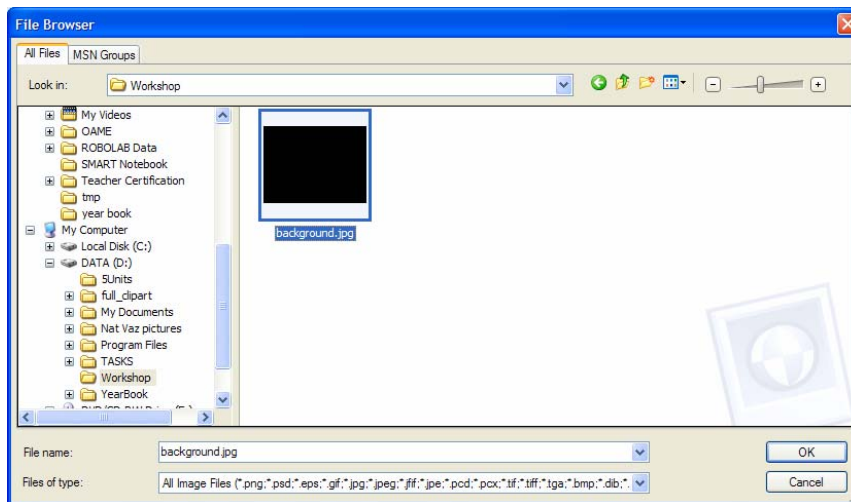 File Browser
All Files MSN Groups
Look in: Workshop
My Videos
OAME
ROBOLAB Data
SMART Notebook
Teacher Certification
tmp
year book
My Computer
Local Disk (C:)
DATA (D:)
5Units
full_clipart
My Documents
Nat Vaz pictures
Program Files
TASKS
Workshop
YearBook
background.jpg
File name: background.jpg OK
Files of type: All Image Files (*.png;*.psd;*.eps;*.gif;*.jpg;*.jpeg;*.jfif;*.jpe;*.pcd;*.pcx;*.tif;*.tiff;*.tga;*.bmp;*.dib;*. Cancel